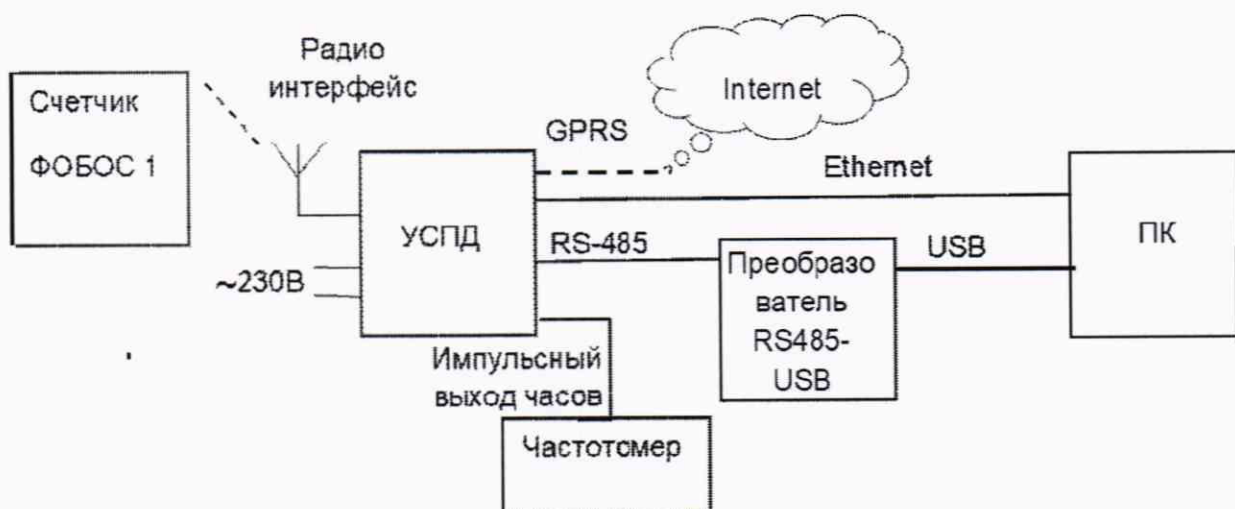 Радио
интерфейс
Счетчик
ФОБОС 1
Internet
GPRS
Ethernet
УСПД
ПК
RS-485
USB
~230В
Преобразо
ватель
RS485-
USB
Импульсный
выход часов
Частотомер